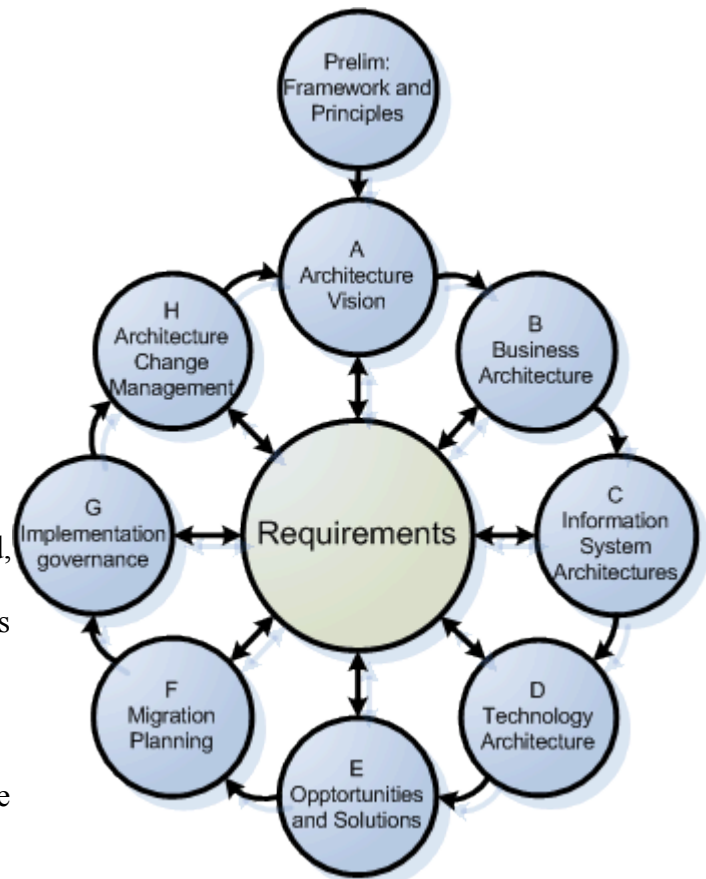 Prelim:
Framework and
Principles
A
Architecture
Vision
B
Business
Architecture
C
Information
System
Architectures
D
Technology
Architecture
E
Opptortunities
and Solutions
F
Migration
Planning
G
Implementation
governance
H
Architecture
Change
Management
Requirements